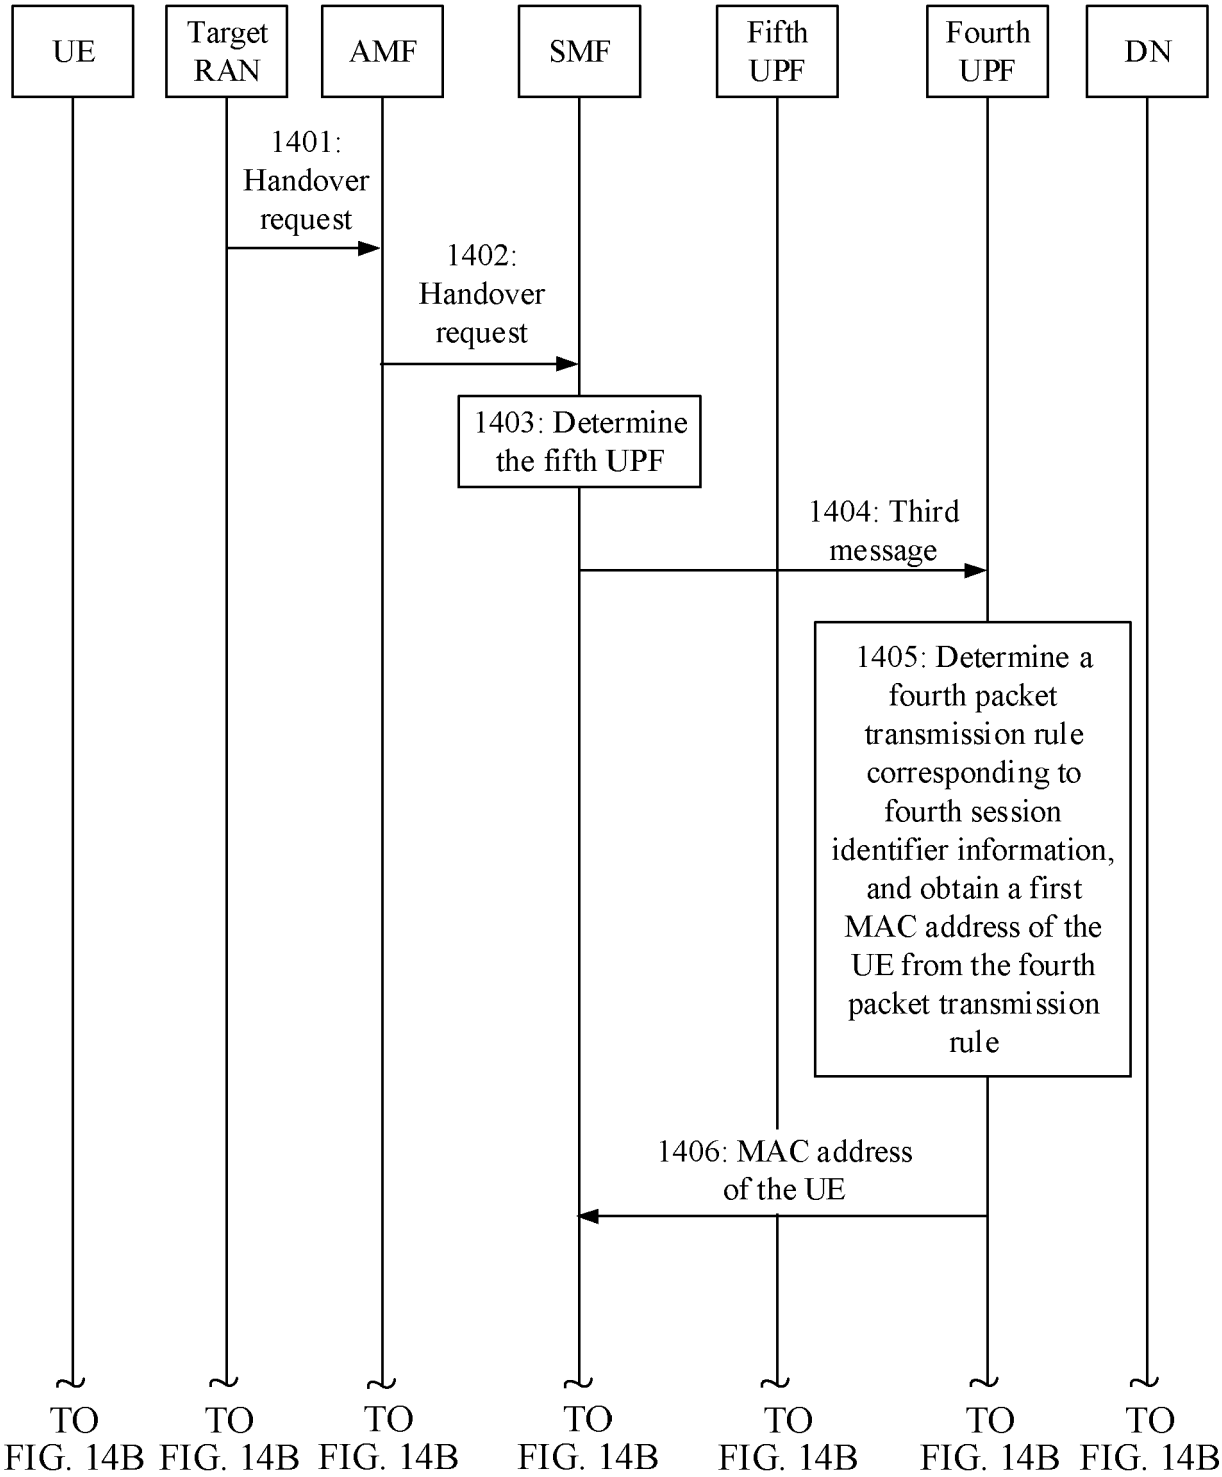 UE
Target
RAN
AMF
SMF
Fifth
UPF
Fourth
UPF
DN
1401:
Handover
request
1402:
Handover
request
1403: Determine
the fifth UPF
1404: Third
message
1405: Determine a
fourth packet
transmission rule
corresponding to
fourth session
identifier information,
and obtain a first
MAC address of the
UE from the fourth
packet transmission
rule
1406: MAC address
of the UE
TO
FIG. 14B
TO
FIG. 14B
TO
FIG. 14B
TO
FIG. 14B
TO
FIG. 14B
TO
FIG. 14B
TO
FIG. 14B